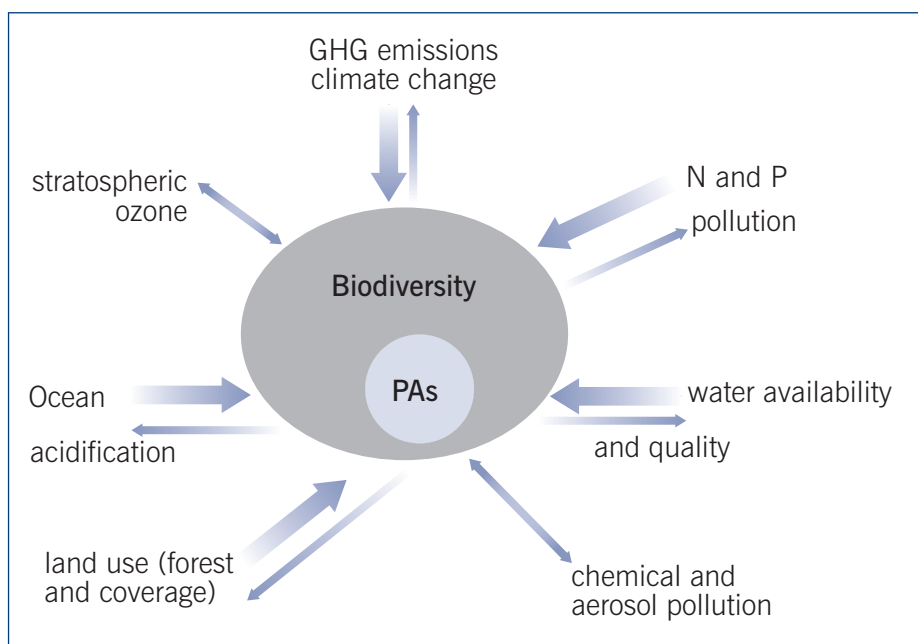 GHG emissions
climate change
stratospheric
ozone
N and P
pollution
Biodiversity
PAs
Ocean
acidification
water availability
and quality
land use (forest
and coverage)
chemical and
aerosol pollution